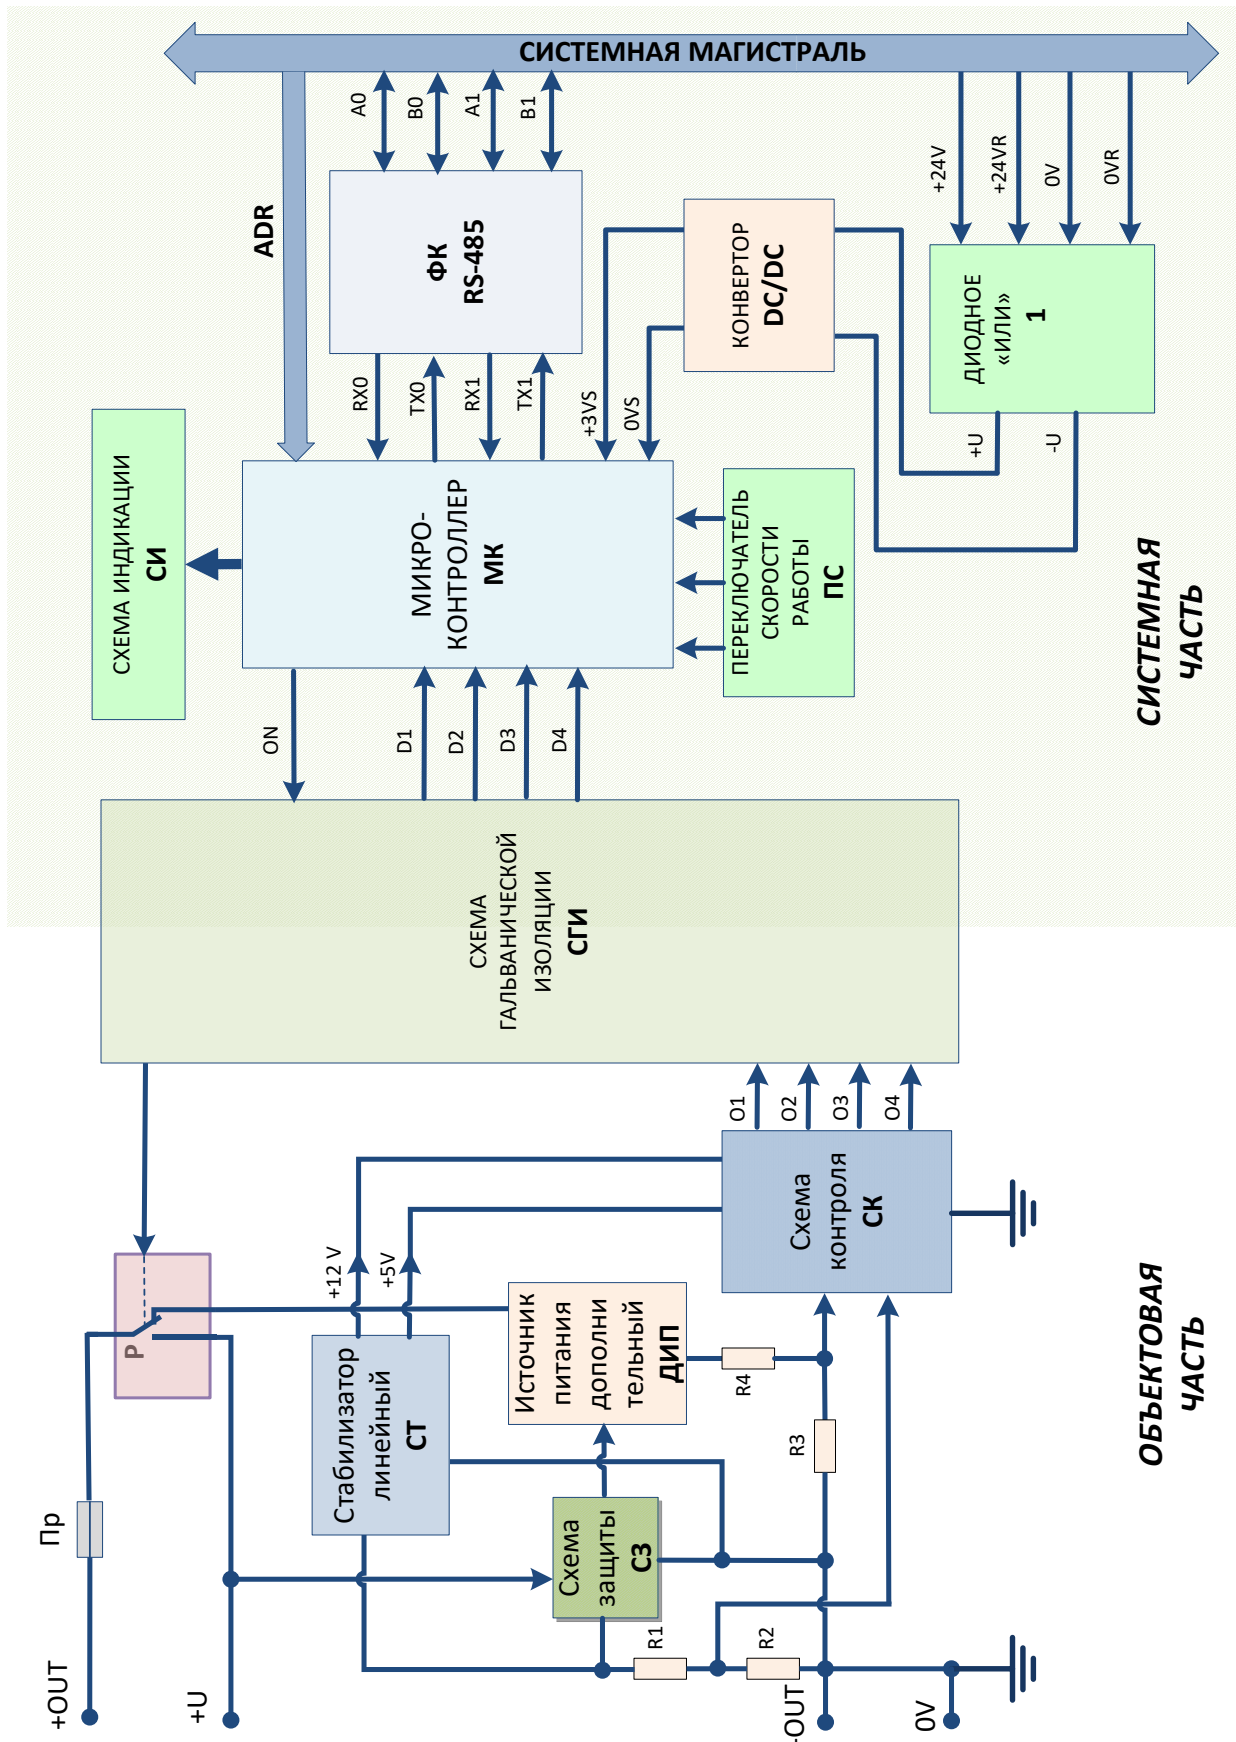 СИСТЕМНАЯ МАГИСТРАЛЬ
ADR
A0
B0
A1
B1
+24V
+24VR
0V
0VR
ФК
RS-485
КОНВЕРТОР
DC/DC
ДИОДНОЕ
«ИЛИ»
1
RX0
TX0
RX1
TX1
+3VS
0VS
+U
-U
СХЕМА ИНДИКАЦИИ
СИ
МИКРО-
КОНТРОЛЛЕР
МК
ПЕРЕКЛЮЧАТЕЛЬ
СКОРОСТИ
РАБОТЫ
ПС
СИСТЕМНАЯ
ЧАСТЬ
ON
D1
D2
D3
D4
СХЕМА
ГАЛЬВАНИЧЕСКОЙ
ИЗОЛЯЦИИ
СГИ
O1
O2
O3
O4
Схема
контроля
СК
P
+12 V
+5V
Стабилизатор
линейный
СТ
Источник
питания
дополни
тельный
ДИП
R4
R3
Схема
защиты
СЗ
R1
R2
Пр
+OUT
+U
-OUT
0V
ОБЪЕКТОВАЯ
ЧАСТЬ